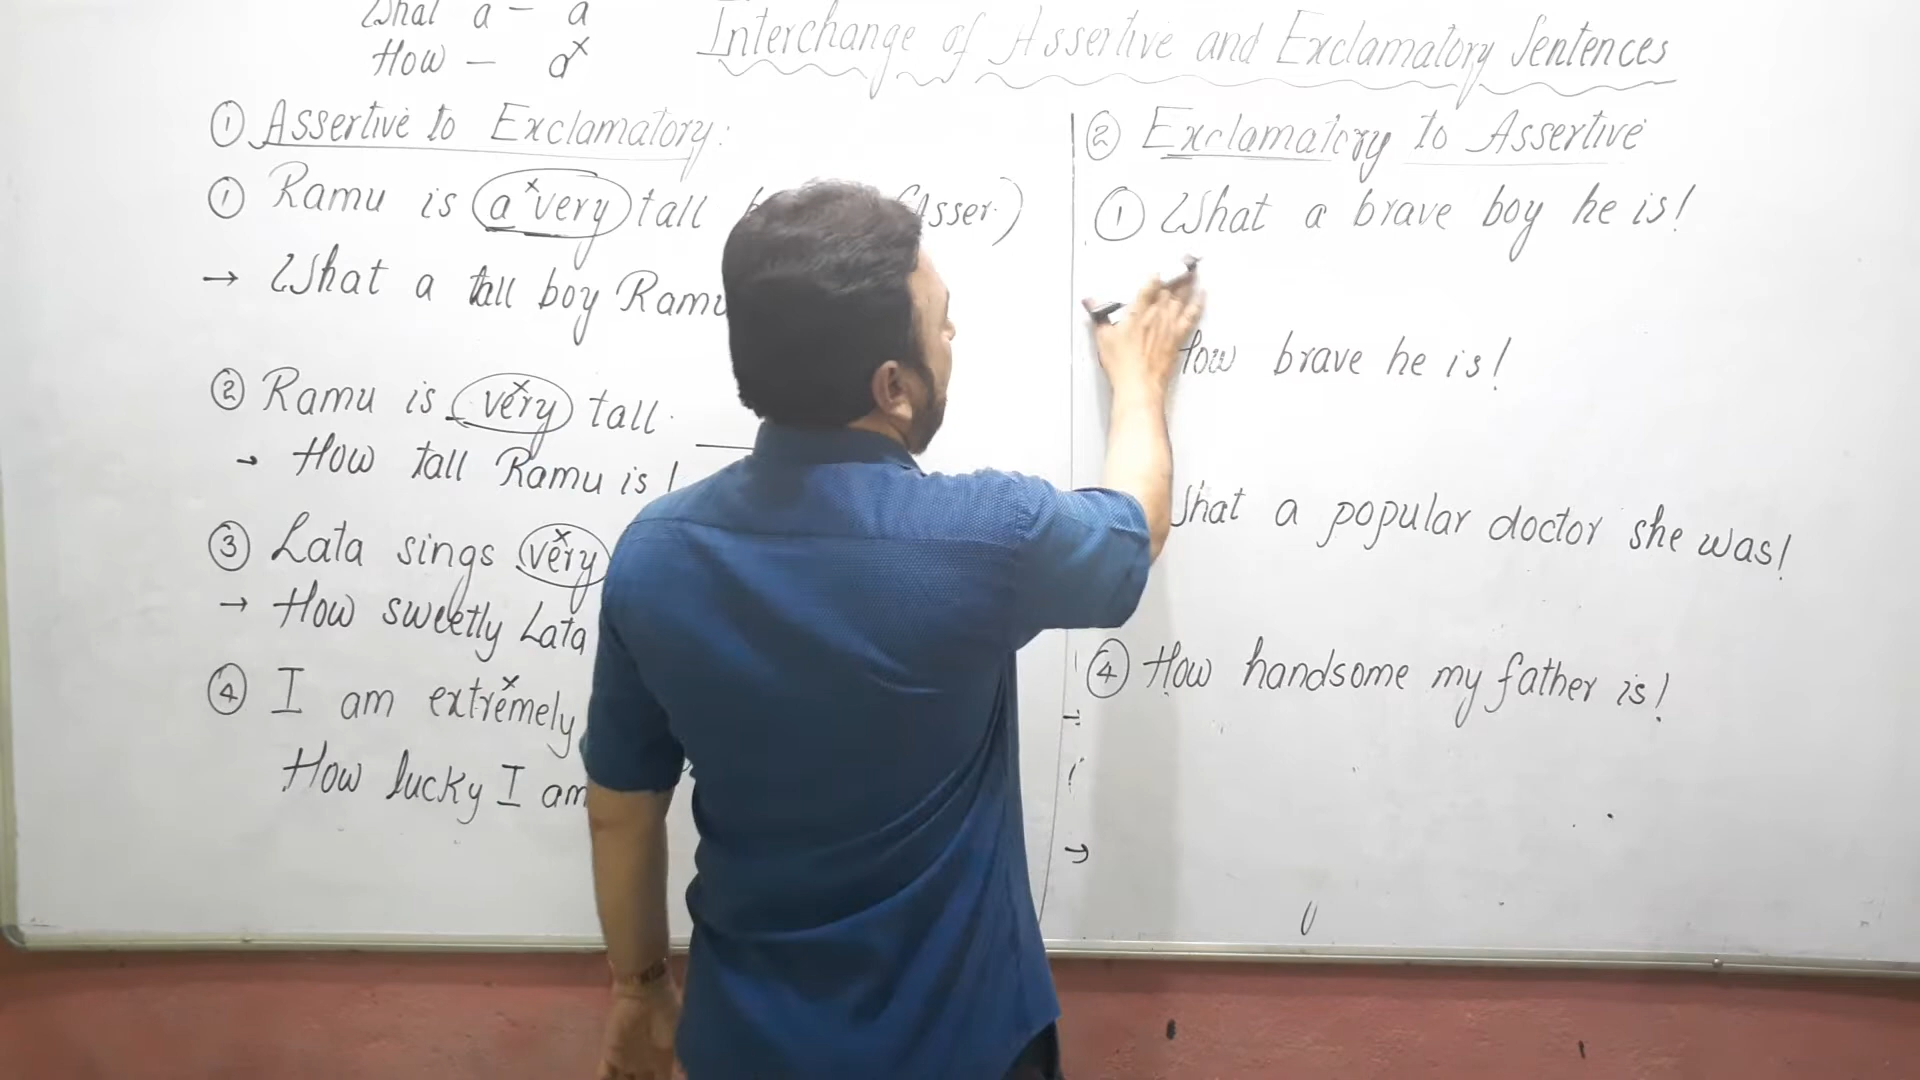 What a - a
How - a x
Interchange of Assertive and Exclamatory Sentences
① Assertive to Exclamatory:
① Ramu is a x very tall (Asser.)
→ What a tall boy Ramu
② Ramu is very x tall.
→ How tall Ramu is!
③ Lata sings very x
→ How sweetly Lata
④ I am extremely x
How lucky I am
② Exclamatory to Assertive
① What a brave boy he is!
How brave he is!
What a popular doctor she was!
④ How handsome my father is!